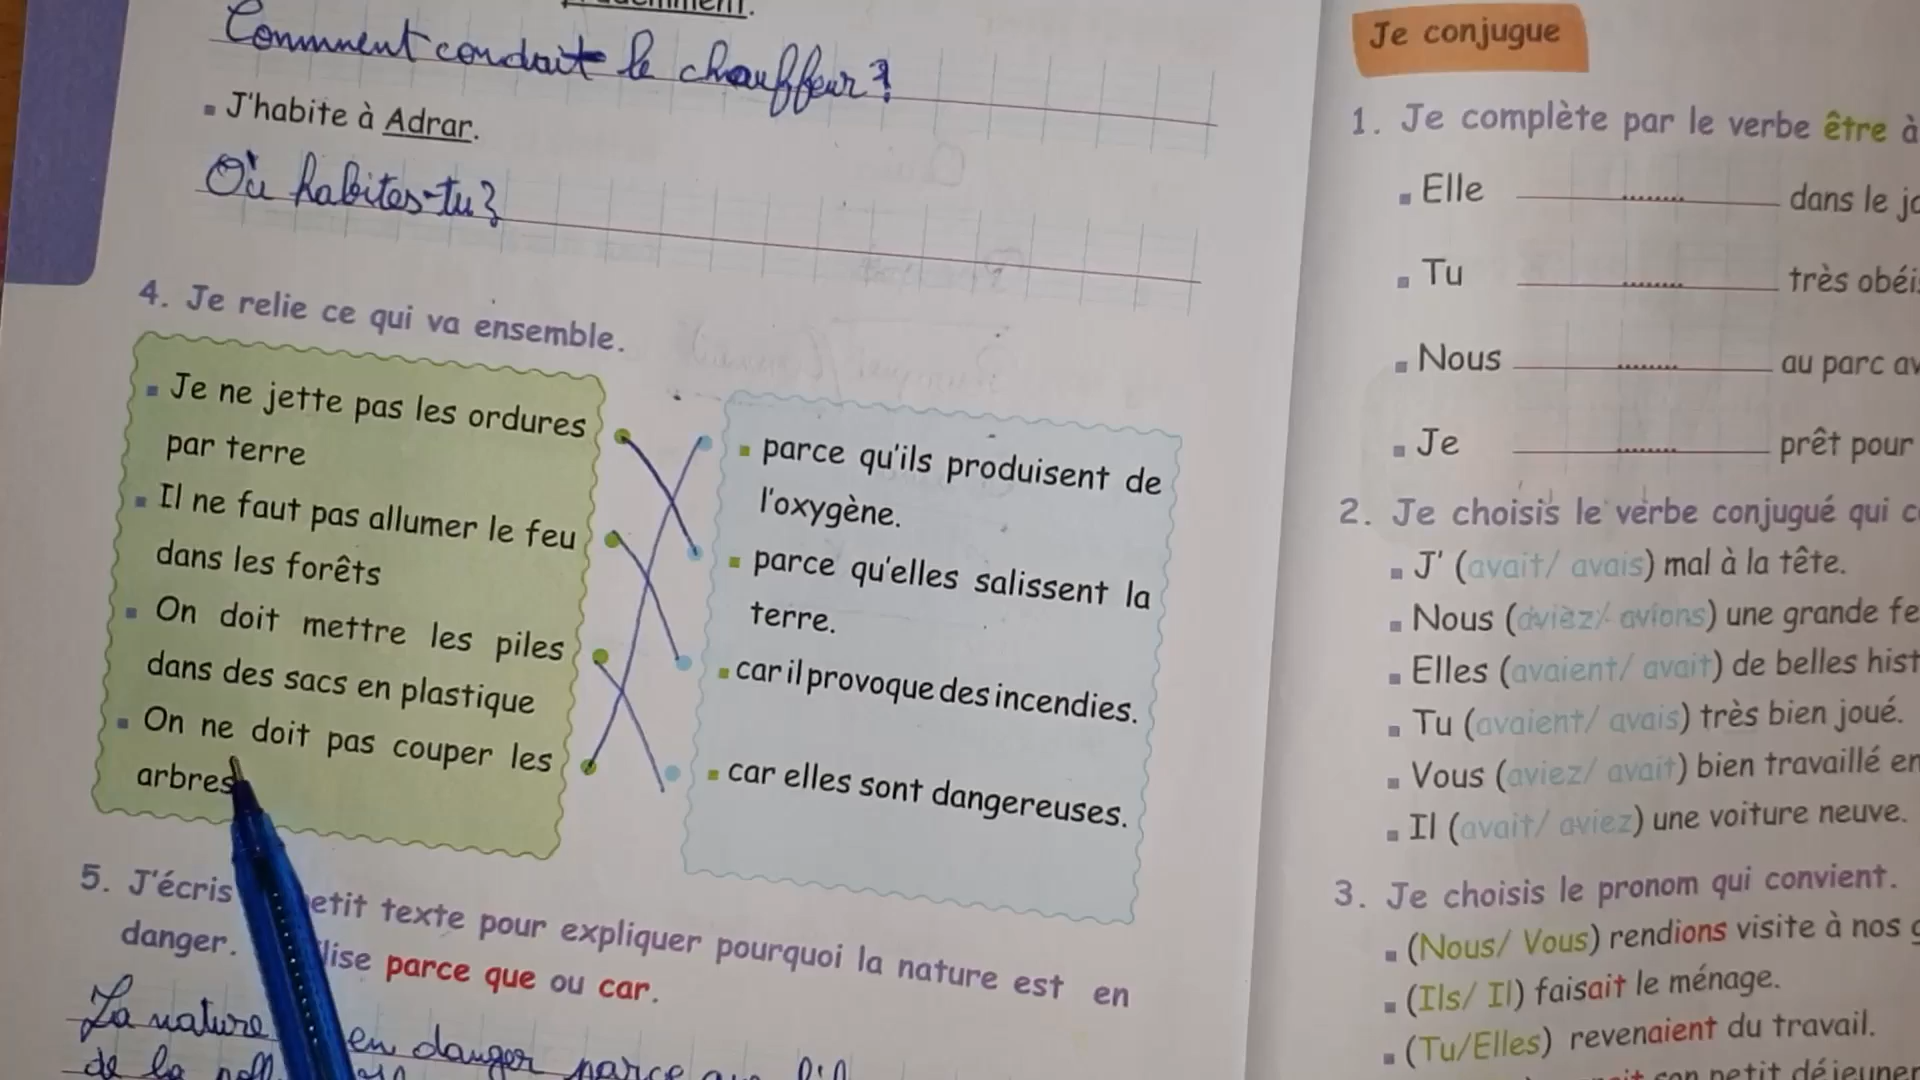 Comment conduit le chauffeur?
J'habite à Adrar.
Où habites-tu?
4. Je relie ce qui va ensemble.
Je ne jette pas les ordures
par terre
Il ne faut pas allumer le feu
dans les forêts
On doit mettre les piles
dans des sacs en plastique
On ne doit pas couper les
arbres
parce qu'ils produisent de
l'oxygène.
parce qu'elles salissent la
terre.
car il provoque des incendies.
car elles sont dangereuses.
5. J'écris petit texte pour expliquer pourquoi la nature est en
danger. parce que ou car.
La nature en danger parce
de la
Je conjugue
1. Je complète par le verbe être à
Elle ........ dans le
Tu ........ très
Nous ........ au parc
Je ........ prêt pour
2. Je choisis le verbe conjugué qui
J' (avait/ avais) mal à la tête.
Nous (aviez/ avions) une grande
Elles (avaient/ avait) de belles
Tu (avaient/ avais) très bien joué.
Vous (aviez/ avait) bien travaillé
Il (avait/ aviez) une voiture neuve.
3. Je choisis le pronom qui convient.
(Nous/ Vous) rendions visite à nos
(Ils/ Il) faisait le ménage.
(Tu/Elles) revenaient du travail.
son petit déjeuner